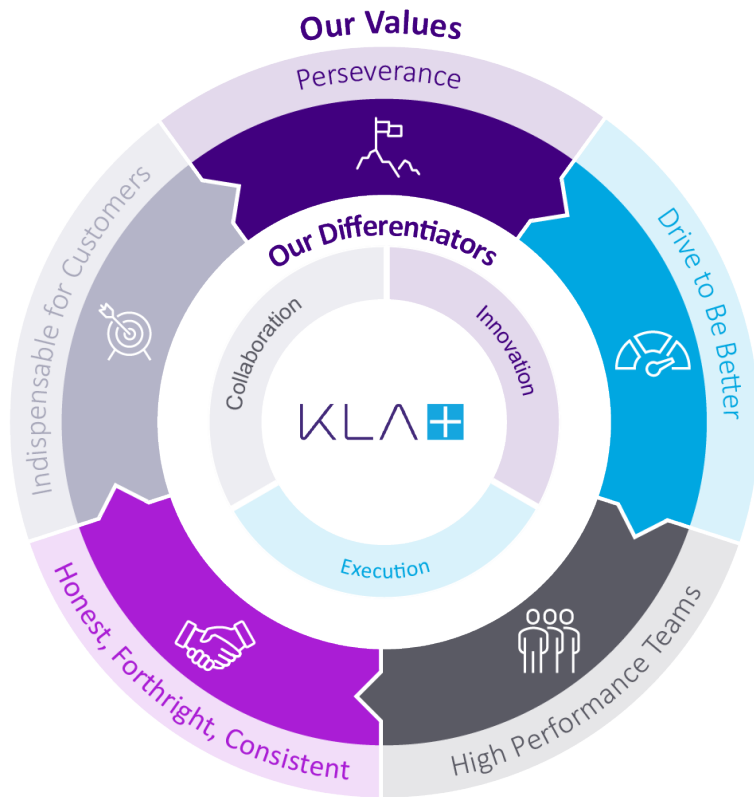 Our Values
Perseverance
Drive to Be Better
High Performance Teams
Honest, Forthright, Consistent
Indispensable for Customers
Our Differentiators
Innovation
Execution
Collaboration
KLA+